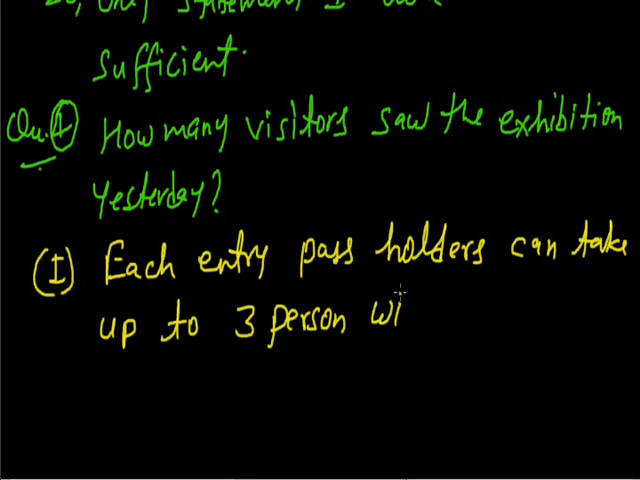 sufficient.
Qu.4 How many visitors saw the exhibition
yesterday?
(I) Each entry pass holders can take
up to 3 person wi